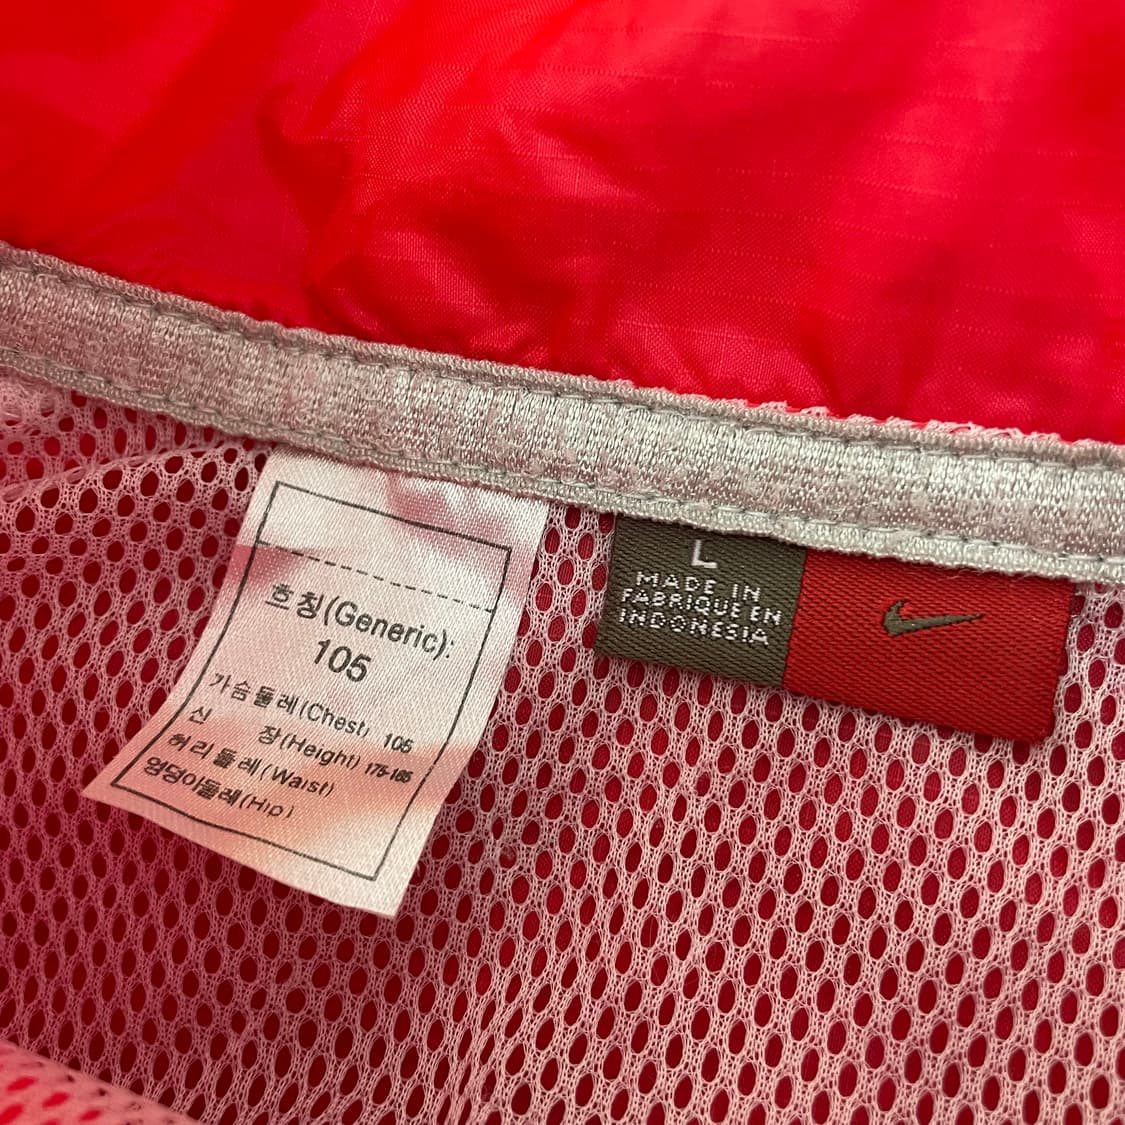 호칭(Generic):
105
가슴둘레(Chest) 105
신 장(Height) 175-185
허리둘레(Waist)
엉덩이둘레(Hip)
L
MADE IN
FABRIQUE EN
INDONESIA